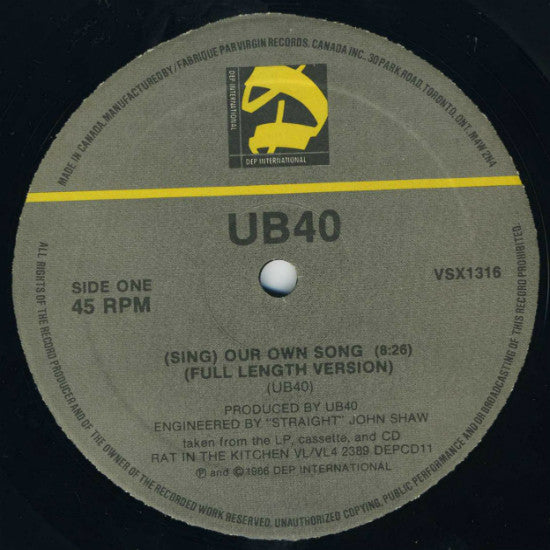 MADE IN CANADA. MANUFACTURED BY / FABRIQUE PAR VIRGIN RECORDS. CANADA INC. 30 PARK ROAD, TORONTO, ONT. M4W 2N4
DEP INTERNATIONAL
DEP INTERNATIONAL
UB40
SIDE ONE
45 RPM
VSX1316
(SING) OUR OWN SONG (8:26)
(FULL LENGTH VERSION)
(UB40)
PRODUCED BY UB40
ENGINEERED BY "STRAIGHT" JOHN SHAW
taken from the LP, cassette, and CD
RAT IN THE KITCHEN VL/VL4 2389 DEPCD11
℗ and © 1986 DEP INTERNATIONAL
ALL RIGHTS OF THE RECORD PRODUCER AND OF THE OWNER OF THE RECORDED WORK RESERVED. UNAUTHORIZED COPYING, PUBLIC PERFORMANCE AND/OR BROADCASTING OF THIS RECORD PROHIBITED.